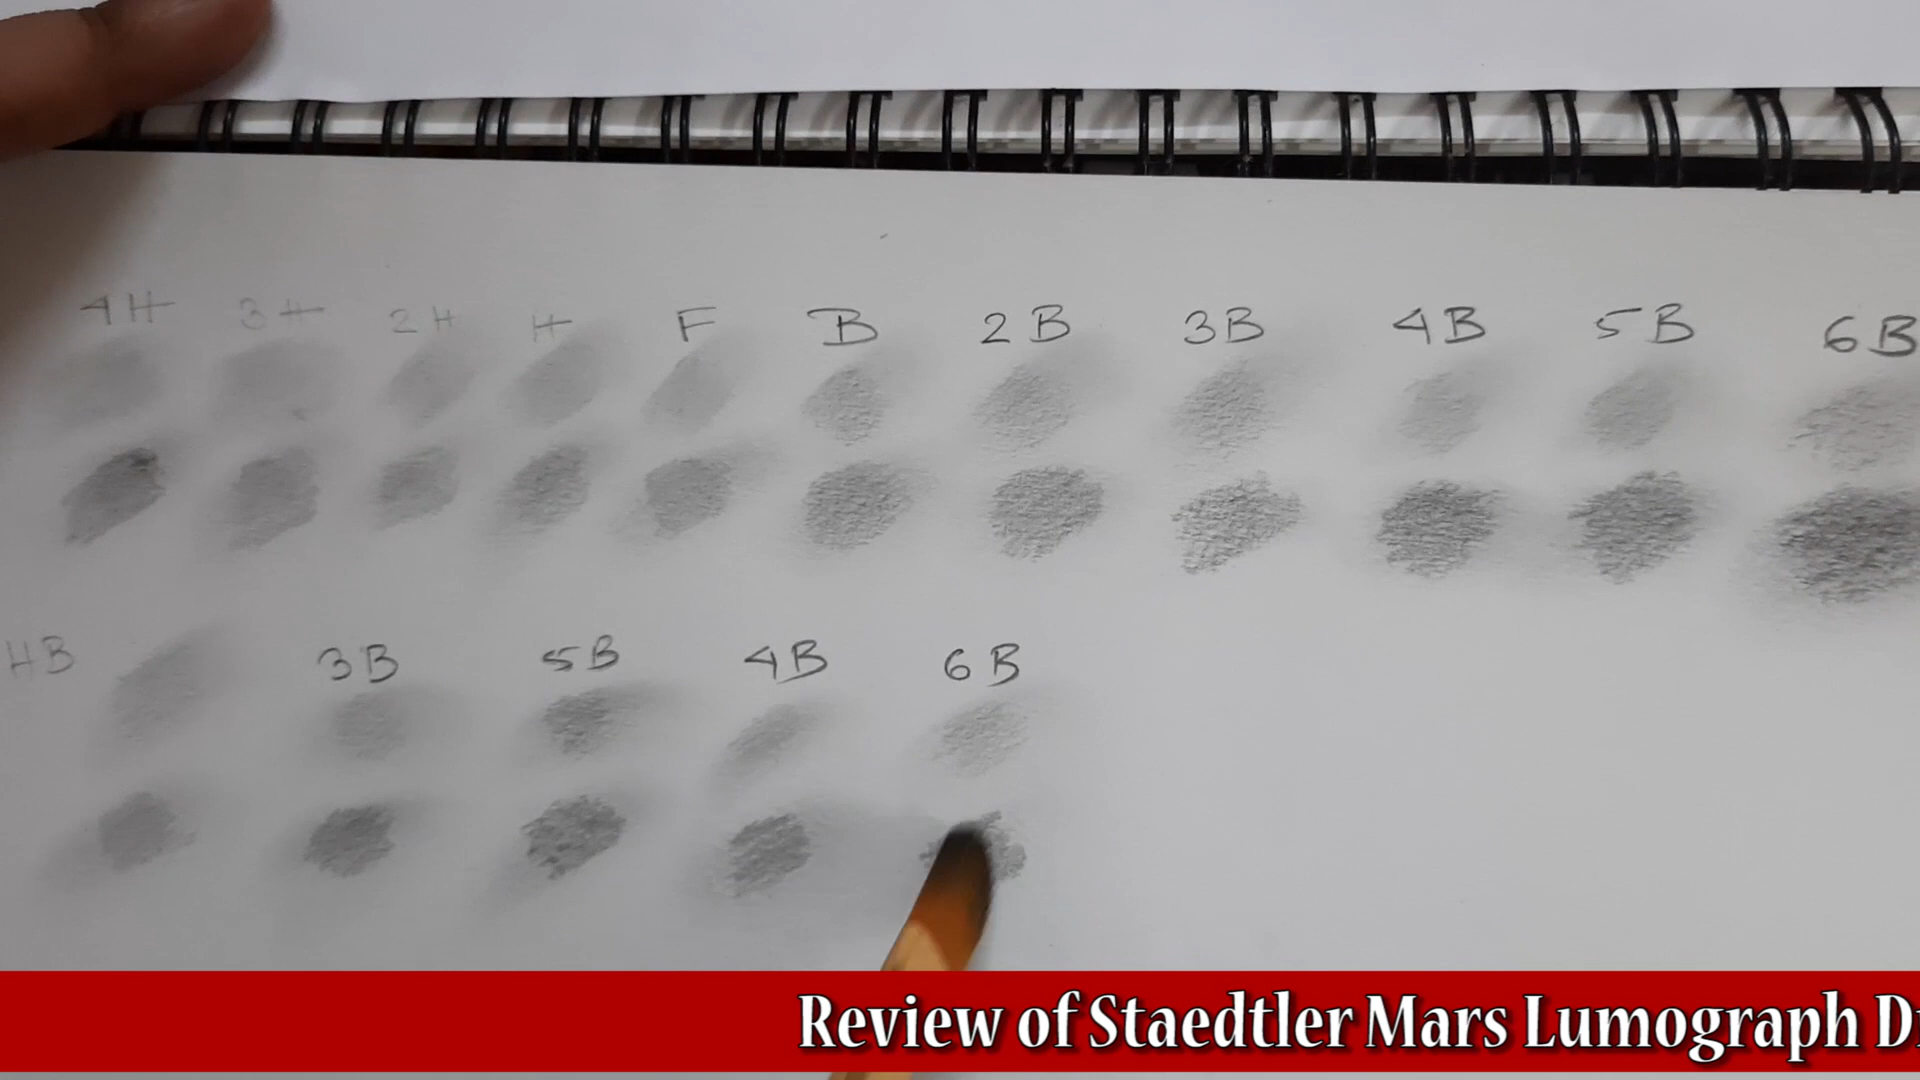 4H 3H 2H H F B 2B 3B 4B 5B 6B
HB 3B 5B 4B 6B
Review of Staedtler Mars Lumograph